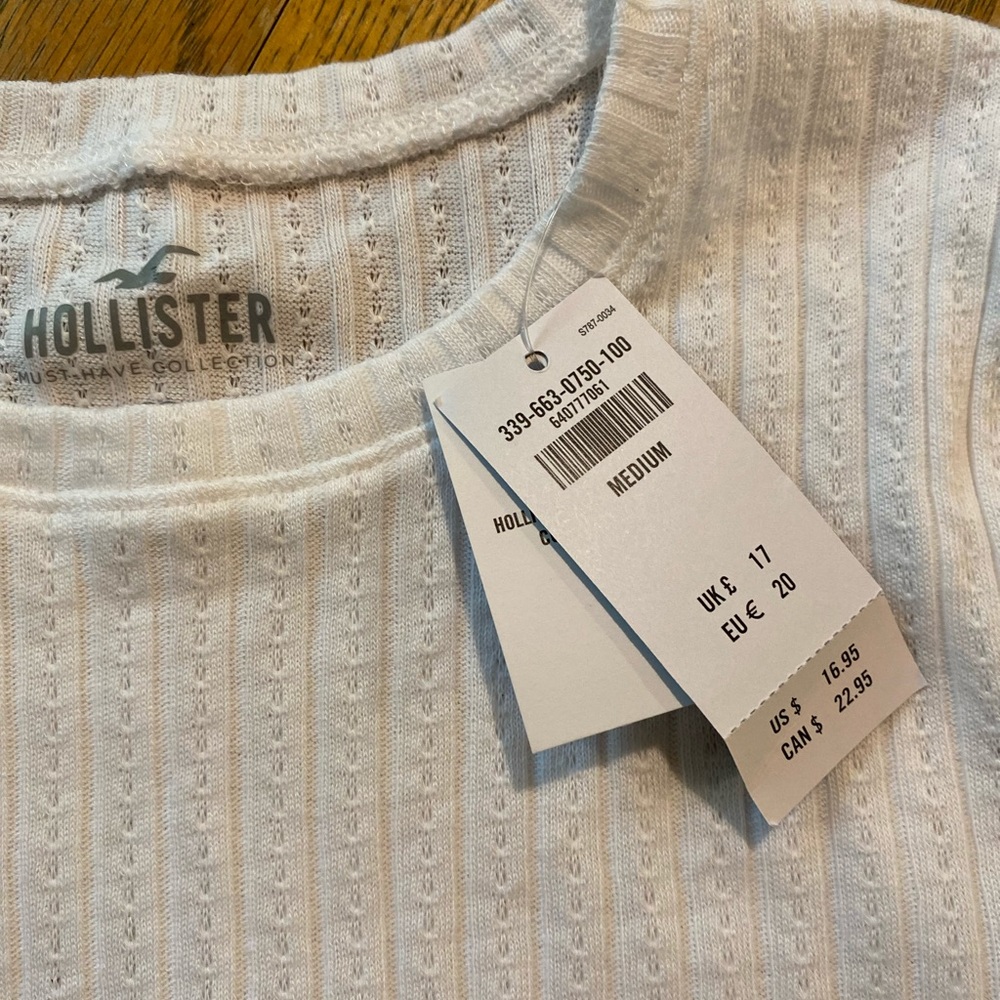 HOLLISTER
MUST-HAVE COLLECTION
S787-0034
339-663-0750-100
640777061
MEDIUM
UK £ 17
EU € 20
US $ 16.95
CAN $ 22.95